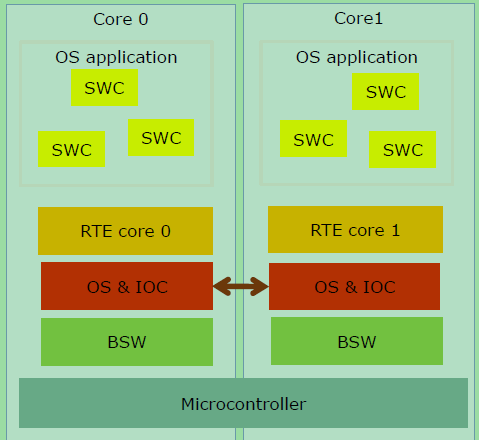 Core 0
OS application
SWC
SWC
SWC
RTE core 0
OS & IOC
BSW
Core1
OS application
SWC
SWC
SWC
RTE core 1
OS & IOC
BSW
Microcontroller